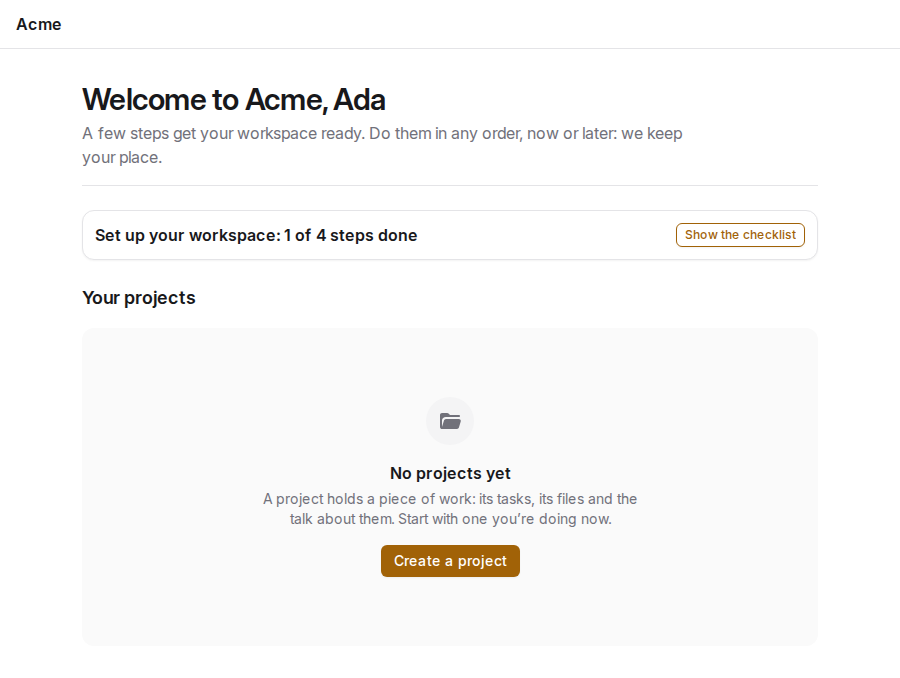 Acme
Welcome to Acme, Ada
A few steps get your workspace ready. Do them in any order, now or later: we keep
your place.
Set up your workspace: 1 of 4 steps done
Show the checklist
Your projects
No projects yet
A project holds a piece of work: its tasks, its files and the
talk about them. Start with one you’re doing now.
Create a project